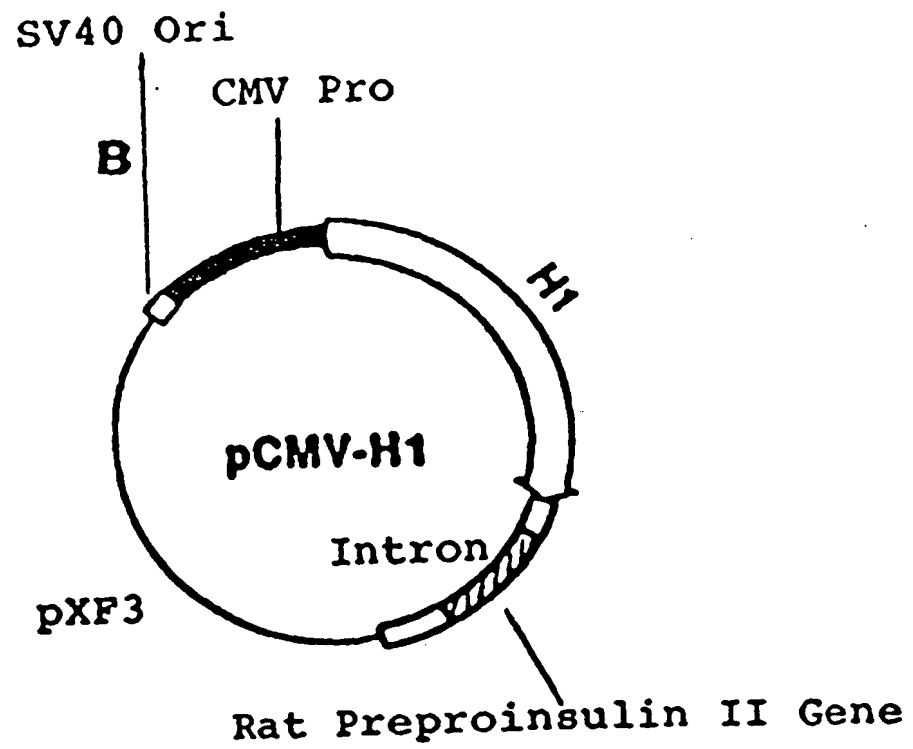 SV40 Ori
CMV Pro
B
H1
pCMV-H1
Intron
pXF3
Rat Preproinsulin II Gene